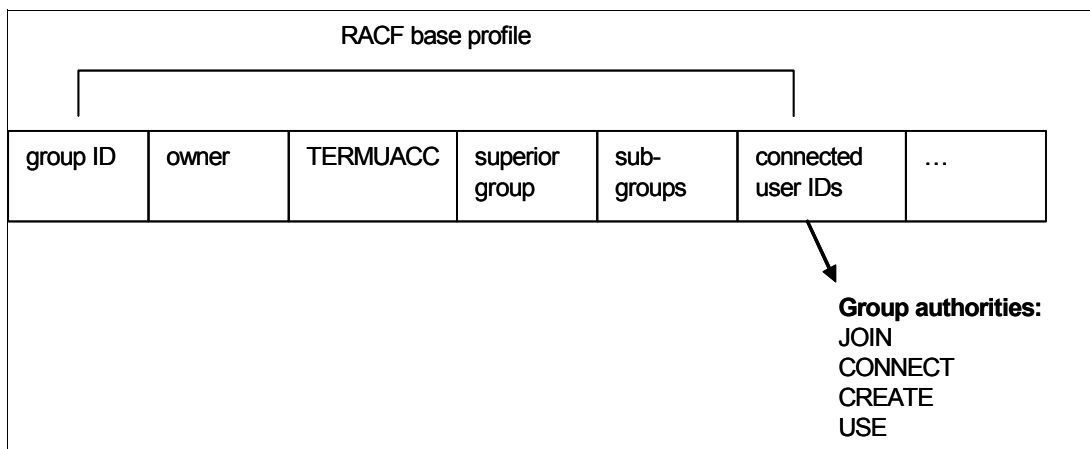 RACF base profile
group ID
owner
TERMUACC
superior
group
sub-
groups
connected
user IDs
...
Group authorities:
JOIN
CONNECT
CREATE
USE